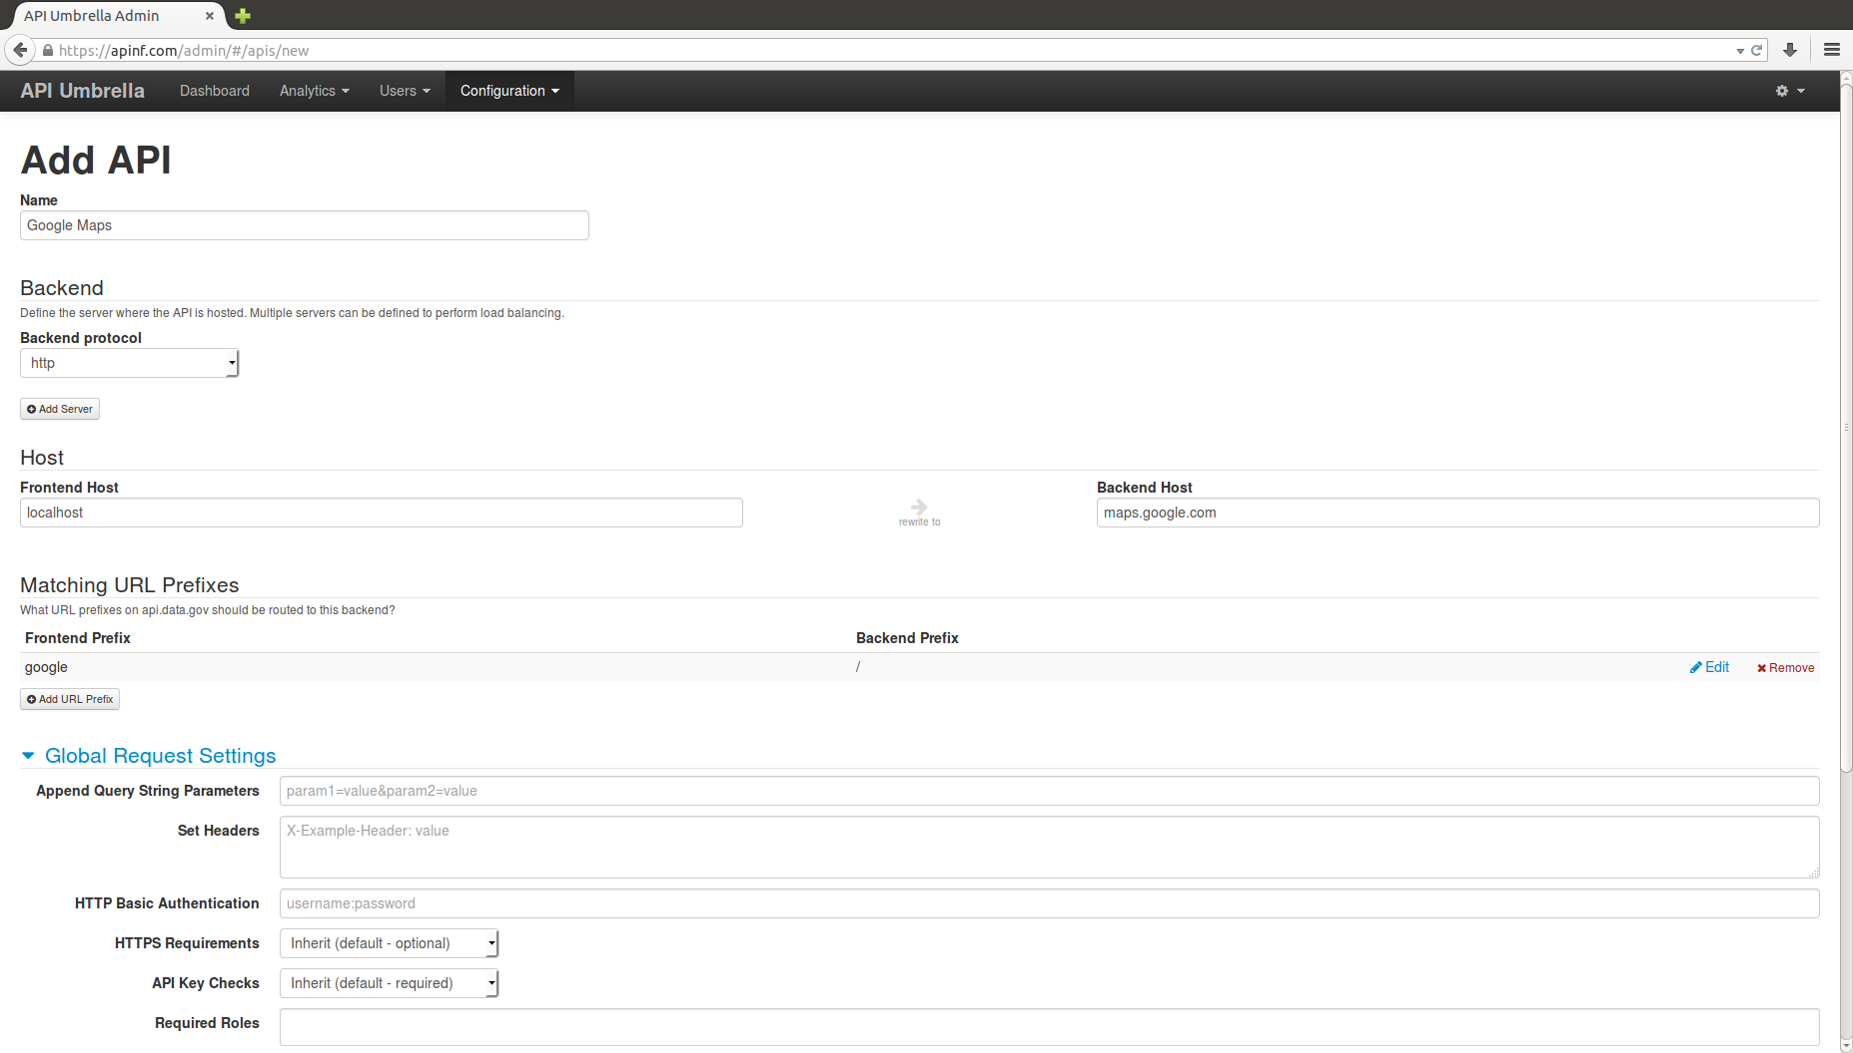 API Umbrella Admin
https://apinf.com/admin/#/apis/new
API Umbrella Dashboard Analytics Users Configuration
Add API
Name
Google Maps
Backend
Define the server where the API is hosted. Multiple servers can be defined to perform load balancing.
Backend protocol
http
Add Server
Host
Frontend Host
localhost
rewrite to
Backend Host
maps.google.com
Matching URL Prefixes
What URL prefixes on api.data.gov should be routed to this backend?
Frontend Prefix Backend Prefix
google / Edit Remove
Add URL Prefix
Global Request Settings
Append Query String Parameters param1=value&param2=value
Set Headers X-Example-Header: value
HTTP Basic Authentication username:password
HTTPS Requirements Inherit (default - optional)
API Key Checks Inherit (default - required)
Required Roles